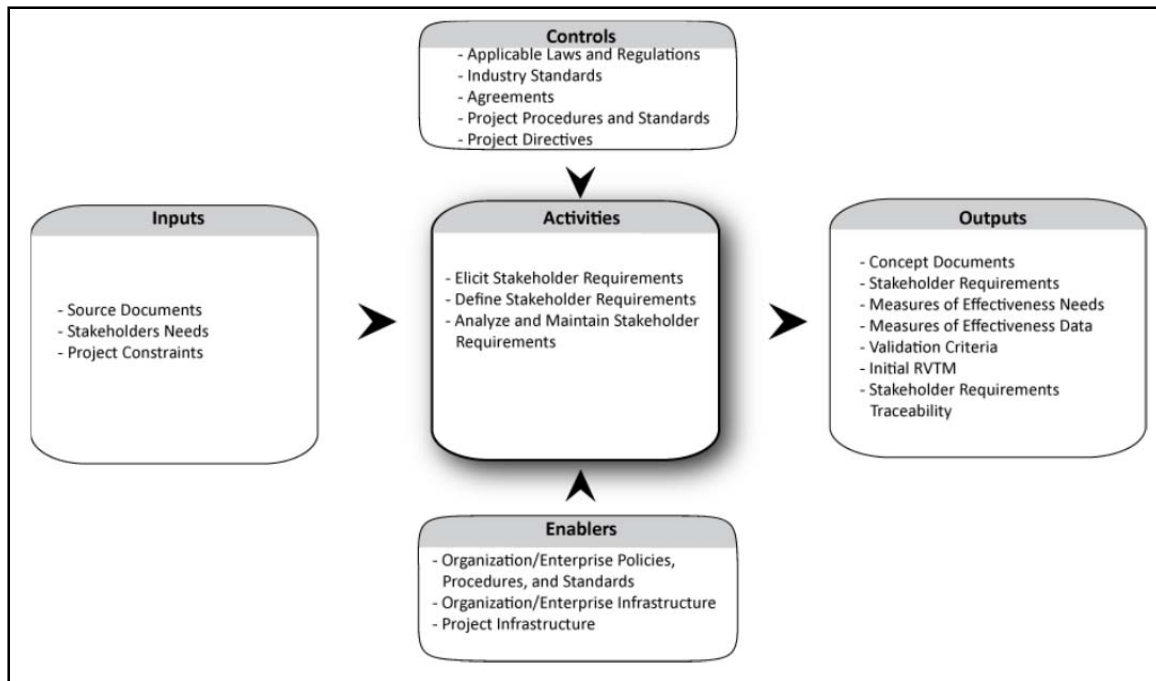 Controls
- Applicable Laws and Regulations
- Industry Standards
- Agreements
- Project Procedures and Standards
- Project Directives
Inputs
- Source Documents
- Stakeholders Needs
- Project Constraints
Activities
- Elicit Stakeholder Requirements
- Define Stakeholder Requirements
- Analyze and Maintain Stakeholder
Requirements
Outputs
- Concept Documents
- Stakeholder Requirements
- Measures of Effectiveness Needs
- Measures of Effectiveness Data
- Validation Criteria
- Initial RVTM
- Stakeholder Requirements
Traceability
Enablers
- Organization/Enterprise Policies,
Procedures, and Standards
- Organization/Enterprise Infrastructure
- Project Infrastructure